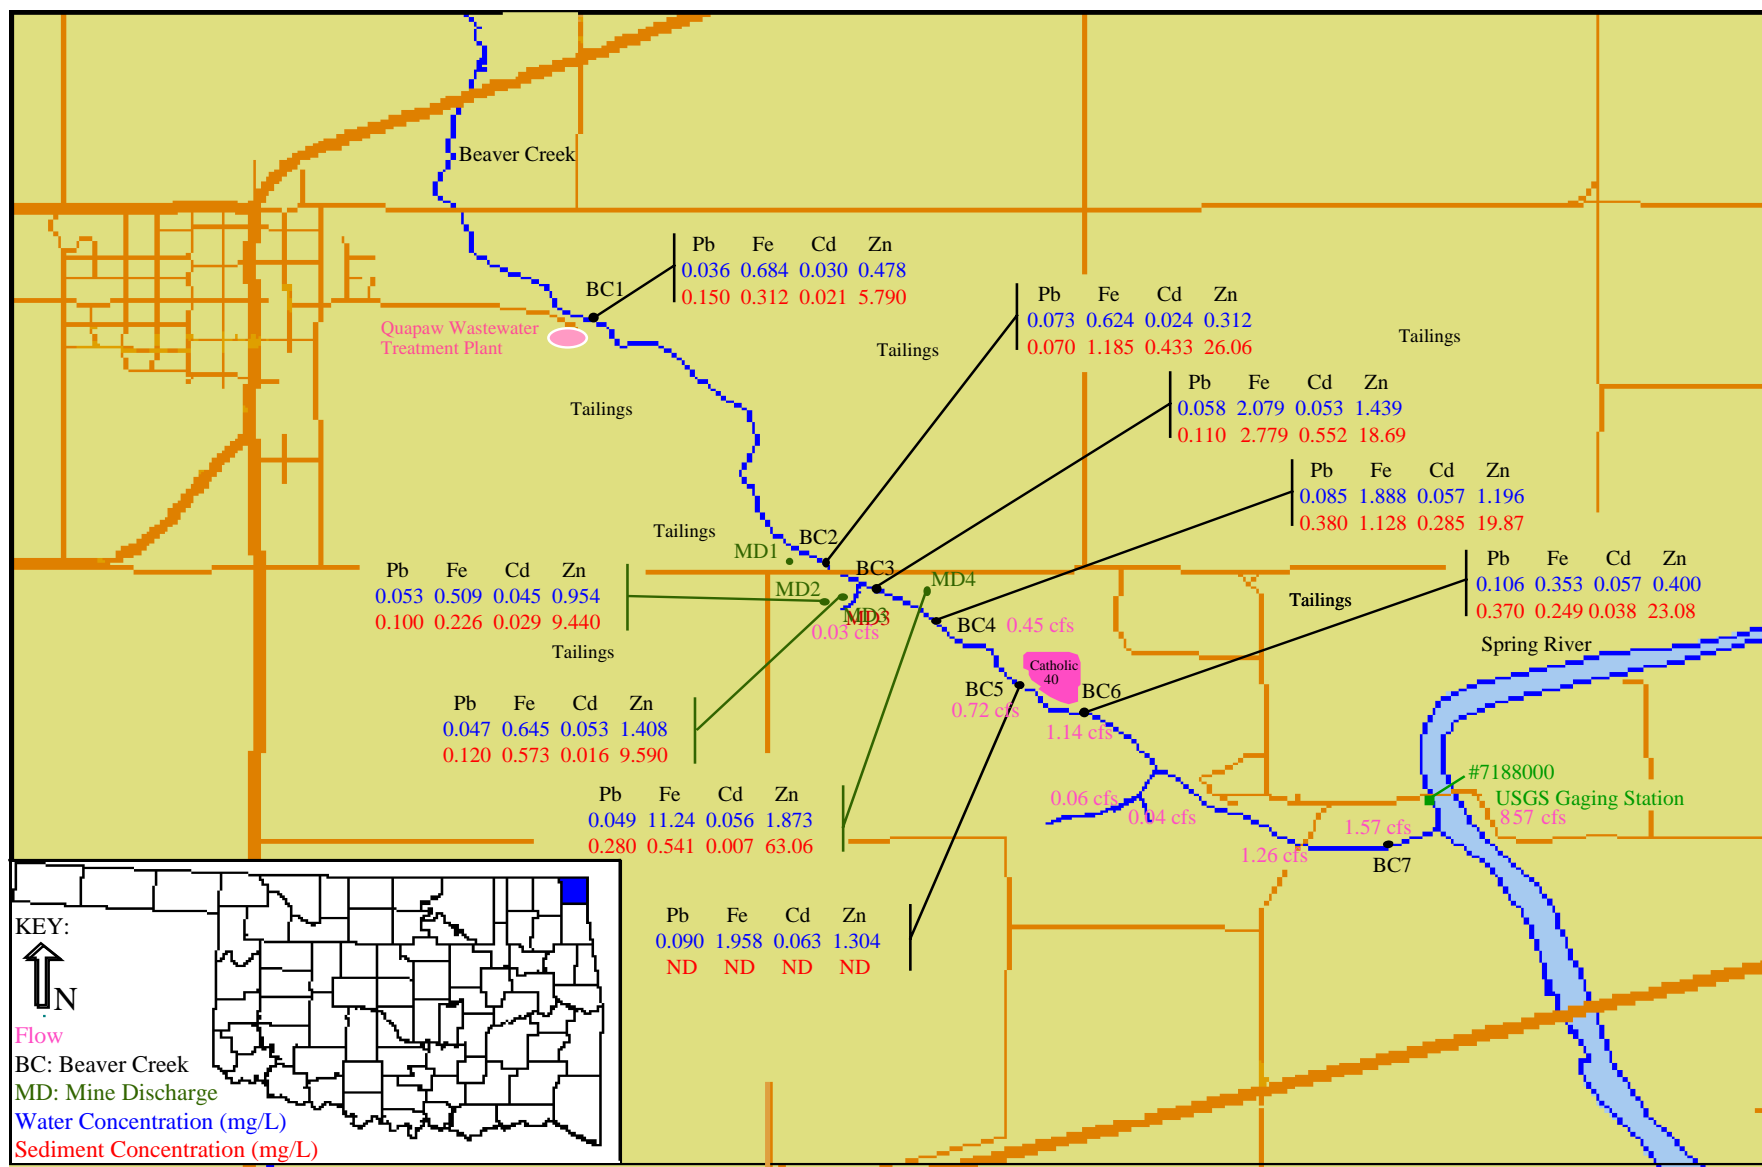 Beaver Creek
Pb Fe Cd Zn
0.036 0.684 0.030 0.478
0.150 0.312 0.021 5.790
BC1
Quapaw Wastewater
Treatment Plant
Pb Fe Cd Zn
0.073 0.624 0.024 0.312
0.070 1.185 0.433 26.06
Tailings
Tailings
Tailings
Pb Fe Cd Zn
0.058 2.079 0.053 1.439
0.110 2.779 0.552 18.69
Pb Fe Cd Zn
0.085 1.888 0.057 1.196
0.380 1.128 0.285 19.87
Tailings
BC2
MD1
BC3
Pb Fe Cd Zn
0.053 0.509 0.045 0.954
0.100 0.226 0.029 9.440
MD2
MD4
MD3
MD3
0.03 cfs
Pb Fe Cd Zn
0.106 0.353 0.057 0.400
0.370 0.249 0.038 23.08
Tailings
BC4
0.45 cfs
Tailings
Spring River
Catholic
40
BC5
0.72 cfs
BC6
1.14 cfs
Pb Fe Cd Zn
0.047 0.645 0.053 1.408
0.120 0.573 0.016 9.590
Pb Fe Cd Zn
0.049 11.24 0.056 1.873
0.280 0.541 0.007 63.06
0.06 cfs
0.04 cfs
#7188000
USGS Gaging Station
857 cfs
1.57 cfs
1.26 cfs
BC7
Pb Fe Cd Zn
0.090 1.958 0.063 1.304
ND ND ND ND
KEY:
N
Flow
BC: Beaver Creek
MD: Mine Discharge
Water Concentration (mg/L)
Sediment Concentration (mg/L)